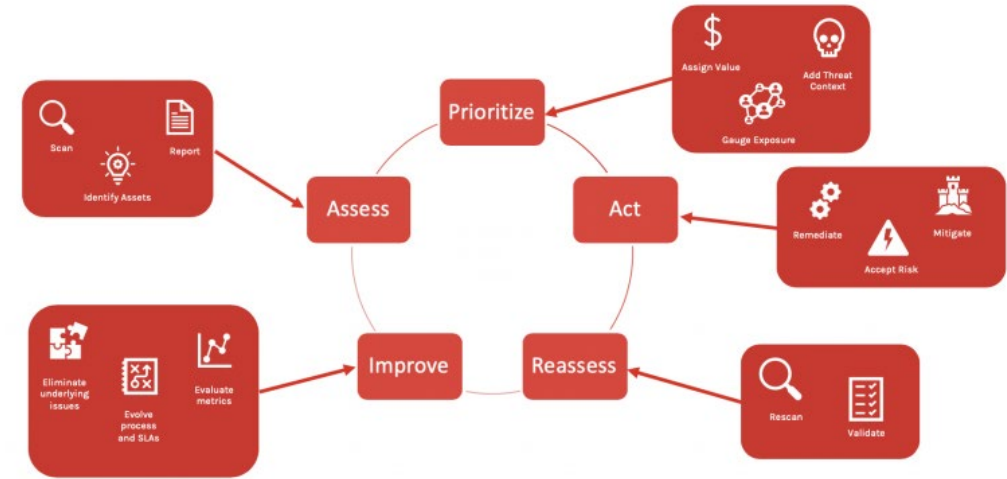 Prioritize
Assign Value
Add Threat
Context
Gauge Exposure
Scan
Report
Identify Assets
Assess
Act
Remediate
Mitigate
Accept Risk
Improve
Reassess
Eliminate
underlying
issues
Evolve
process
and SLAs
Evaluate
metrics
Rescan
Validate